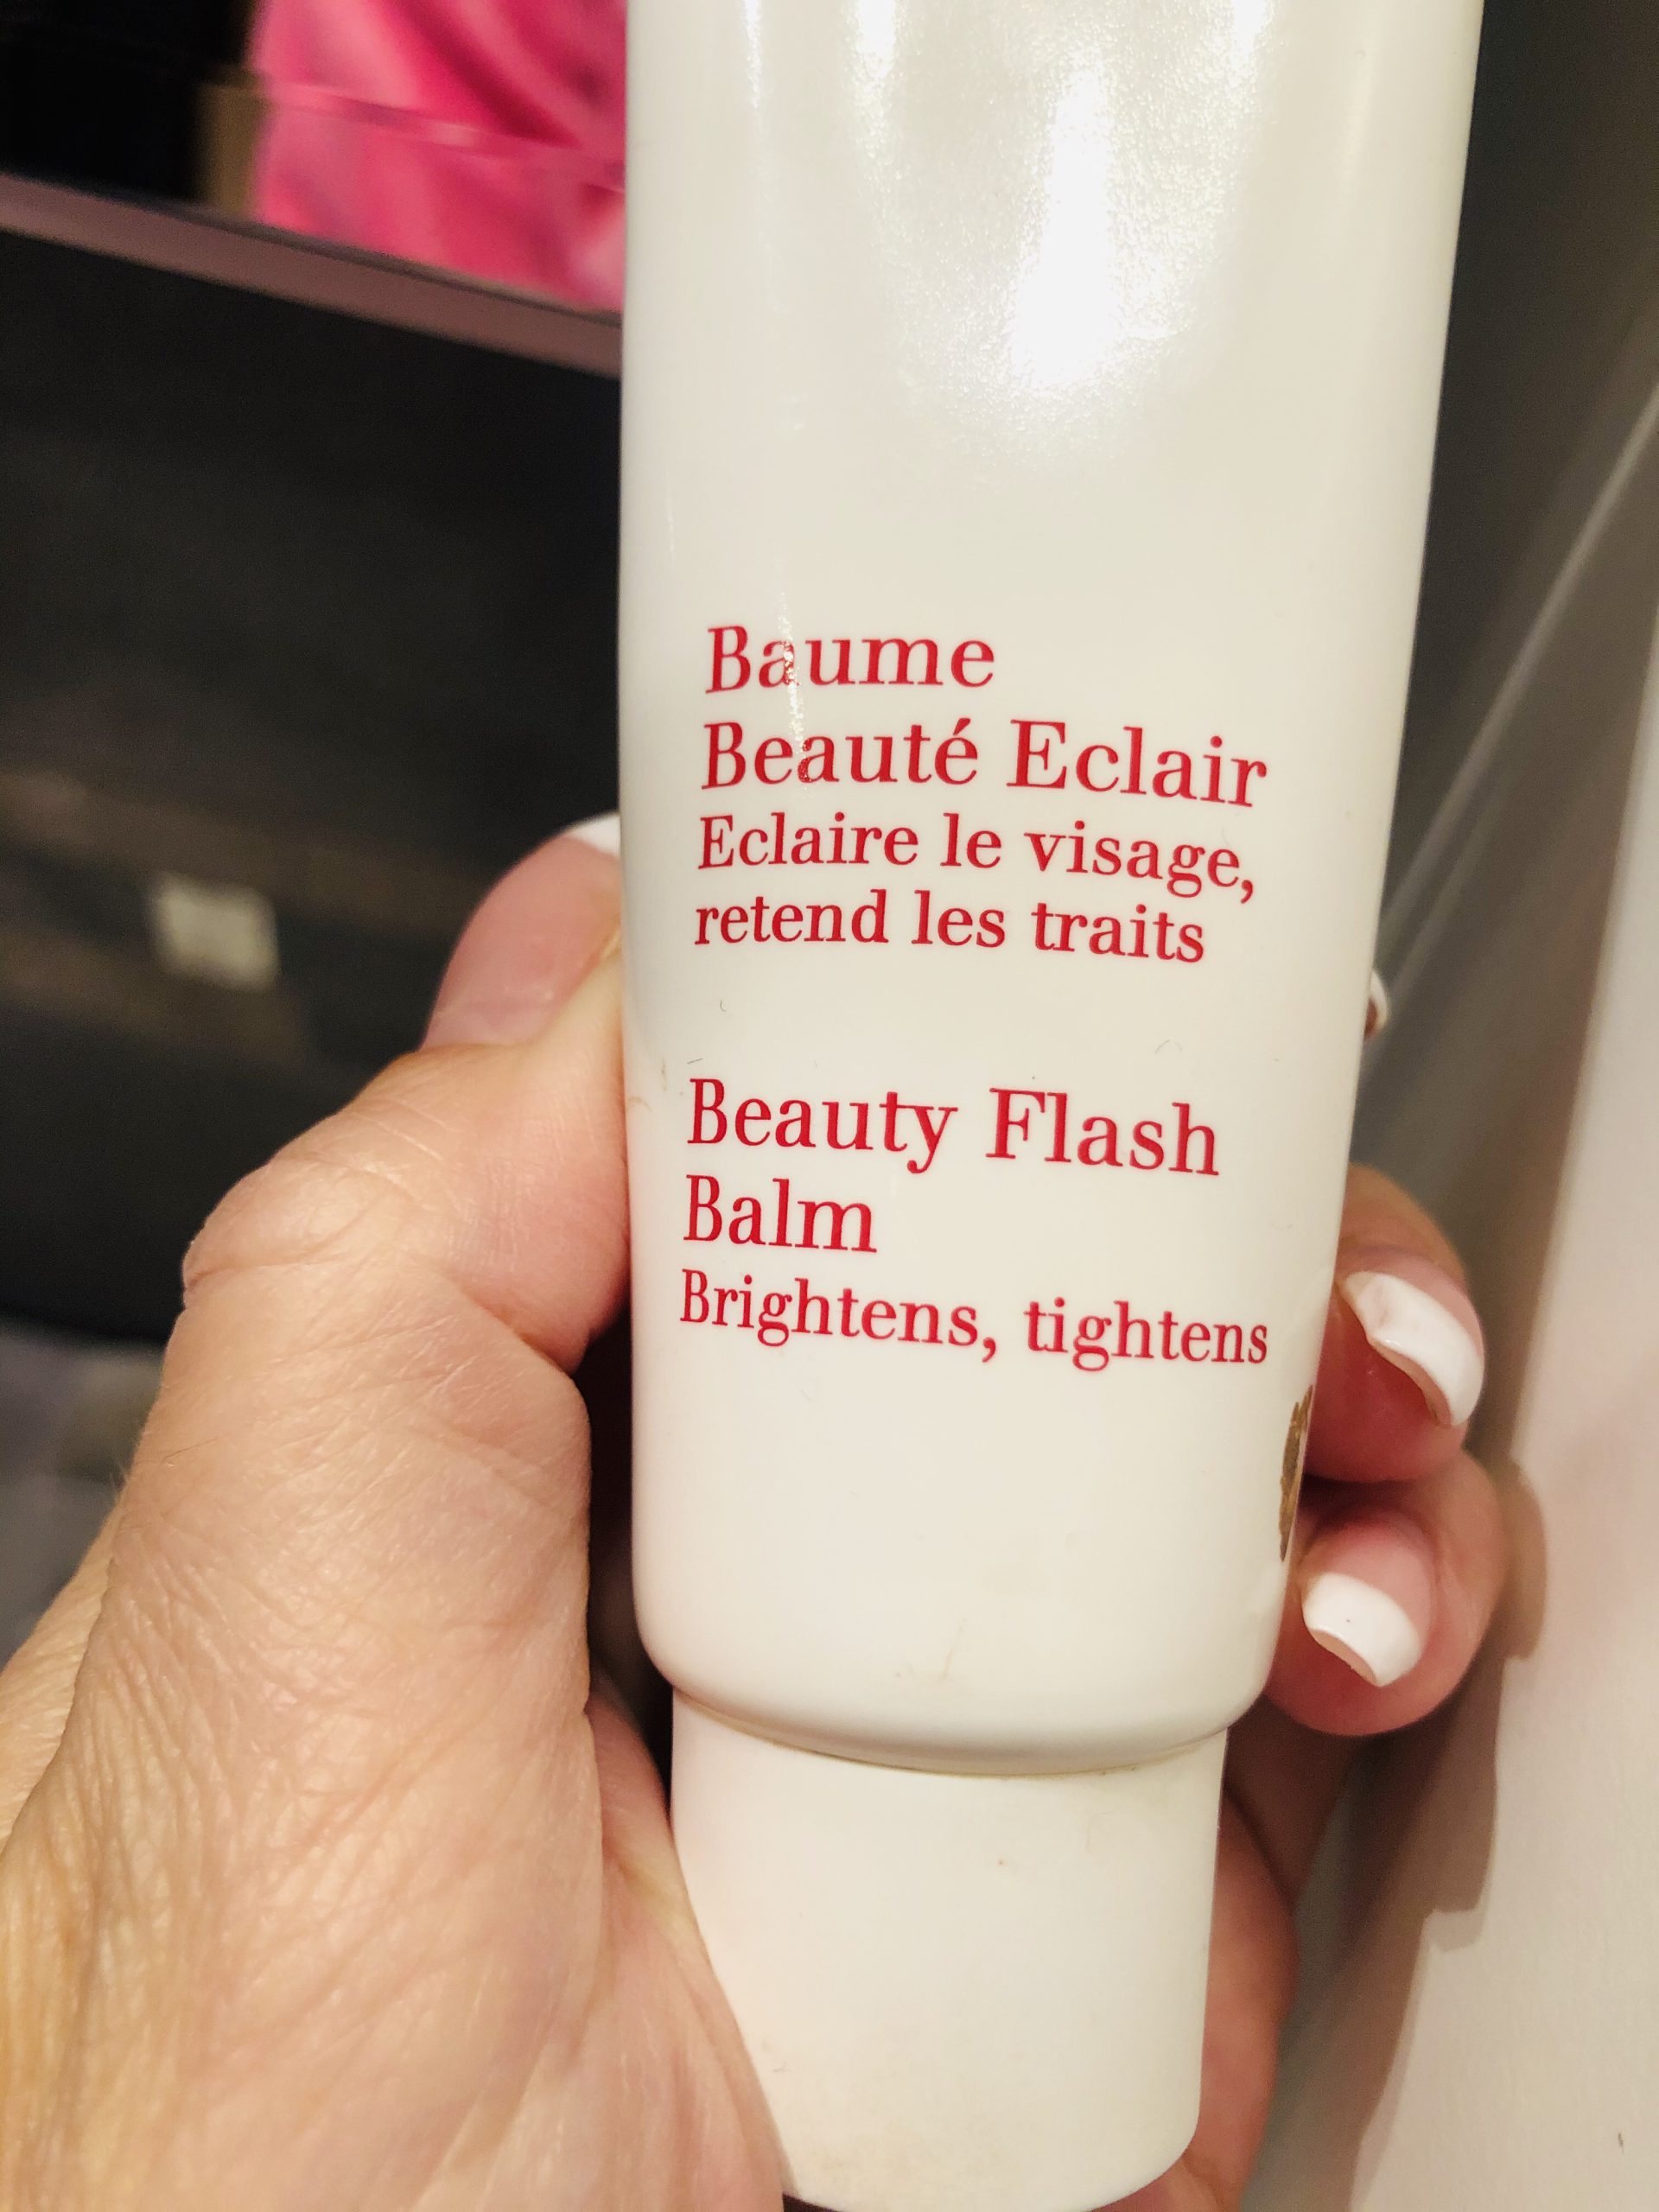 Baume
Beauté Eclair
Eclaire le visage,
retend les traits
Beauty Flash
Balm
Brightens, tightens